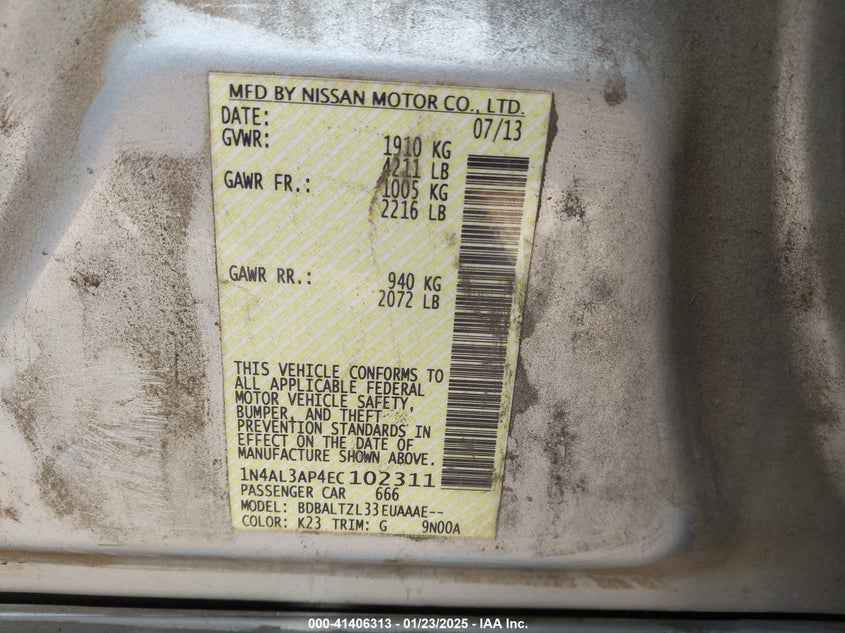 MFD BY NISSAN MOTOR CO., LTD.
DATE: 07/13
GVWR: 1910 KG
4211 LB
GAWR FR.: 1005 KG
2216 LB
GAWR RR.: 940 KG
2072 LB
THIS VEHICLE CONFORMS TO
ALL APPLICABLE FEDERAL
MOTOR VEHICLE SAFETY,
BUMPER, AND THEFT
PREVENTION STANDARDS IN
EFFECT ON THE DATE OF
MANUFACTURE SHOWN ABOVE.
1N4AL3AP4EC102311
PASSENGER CAR 666
MODEL: BDBALTZL33EUAAAE--
COLOR: K23 TRIM: G 9N00A
000-41406313 - 01/23/2025 - IAA Inc.